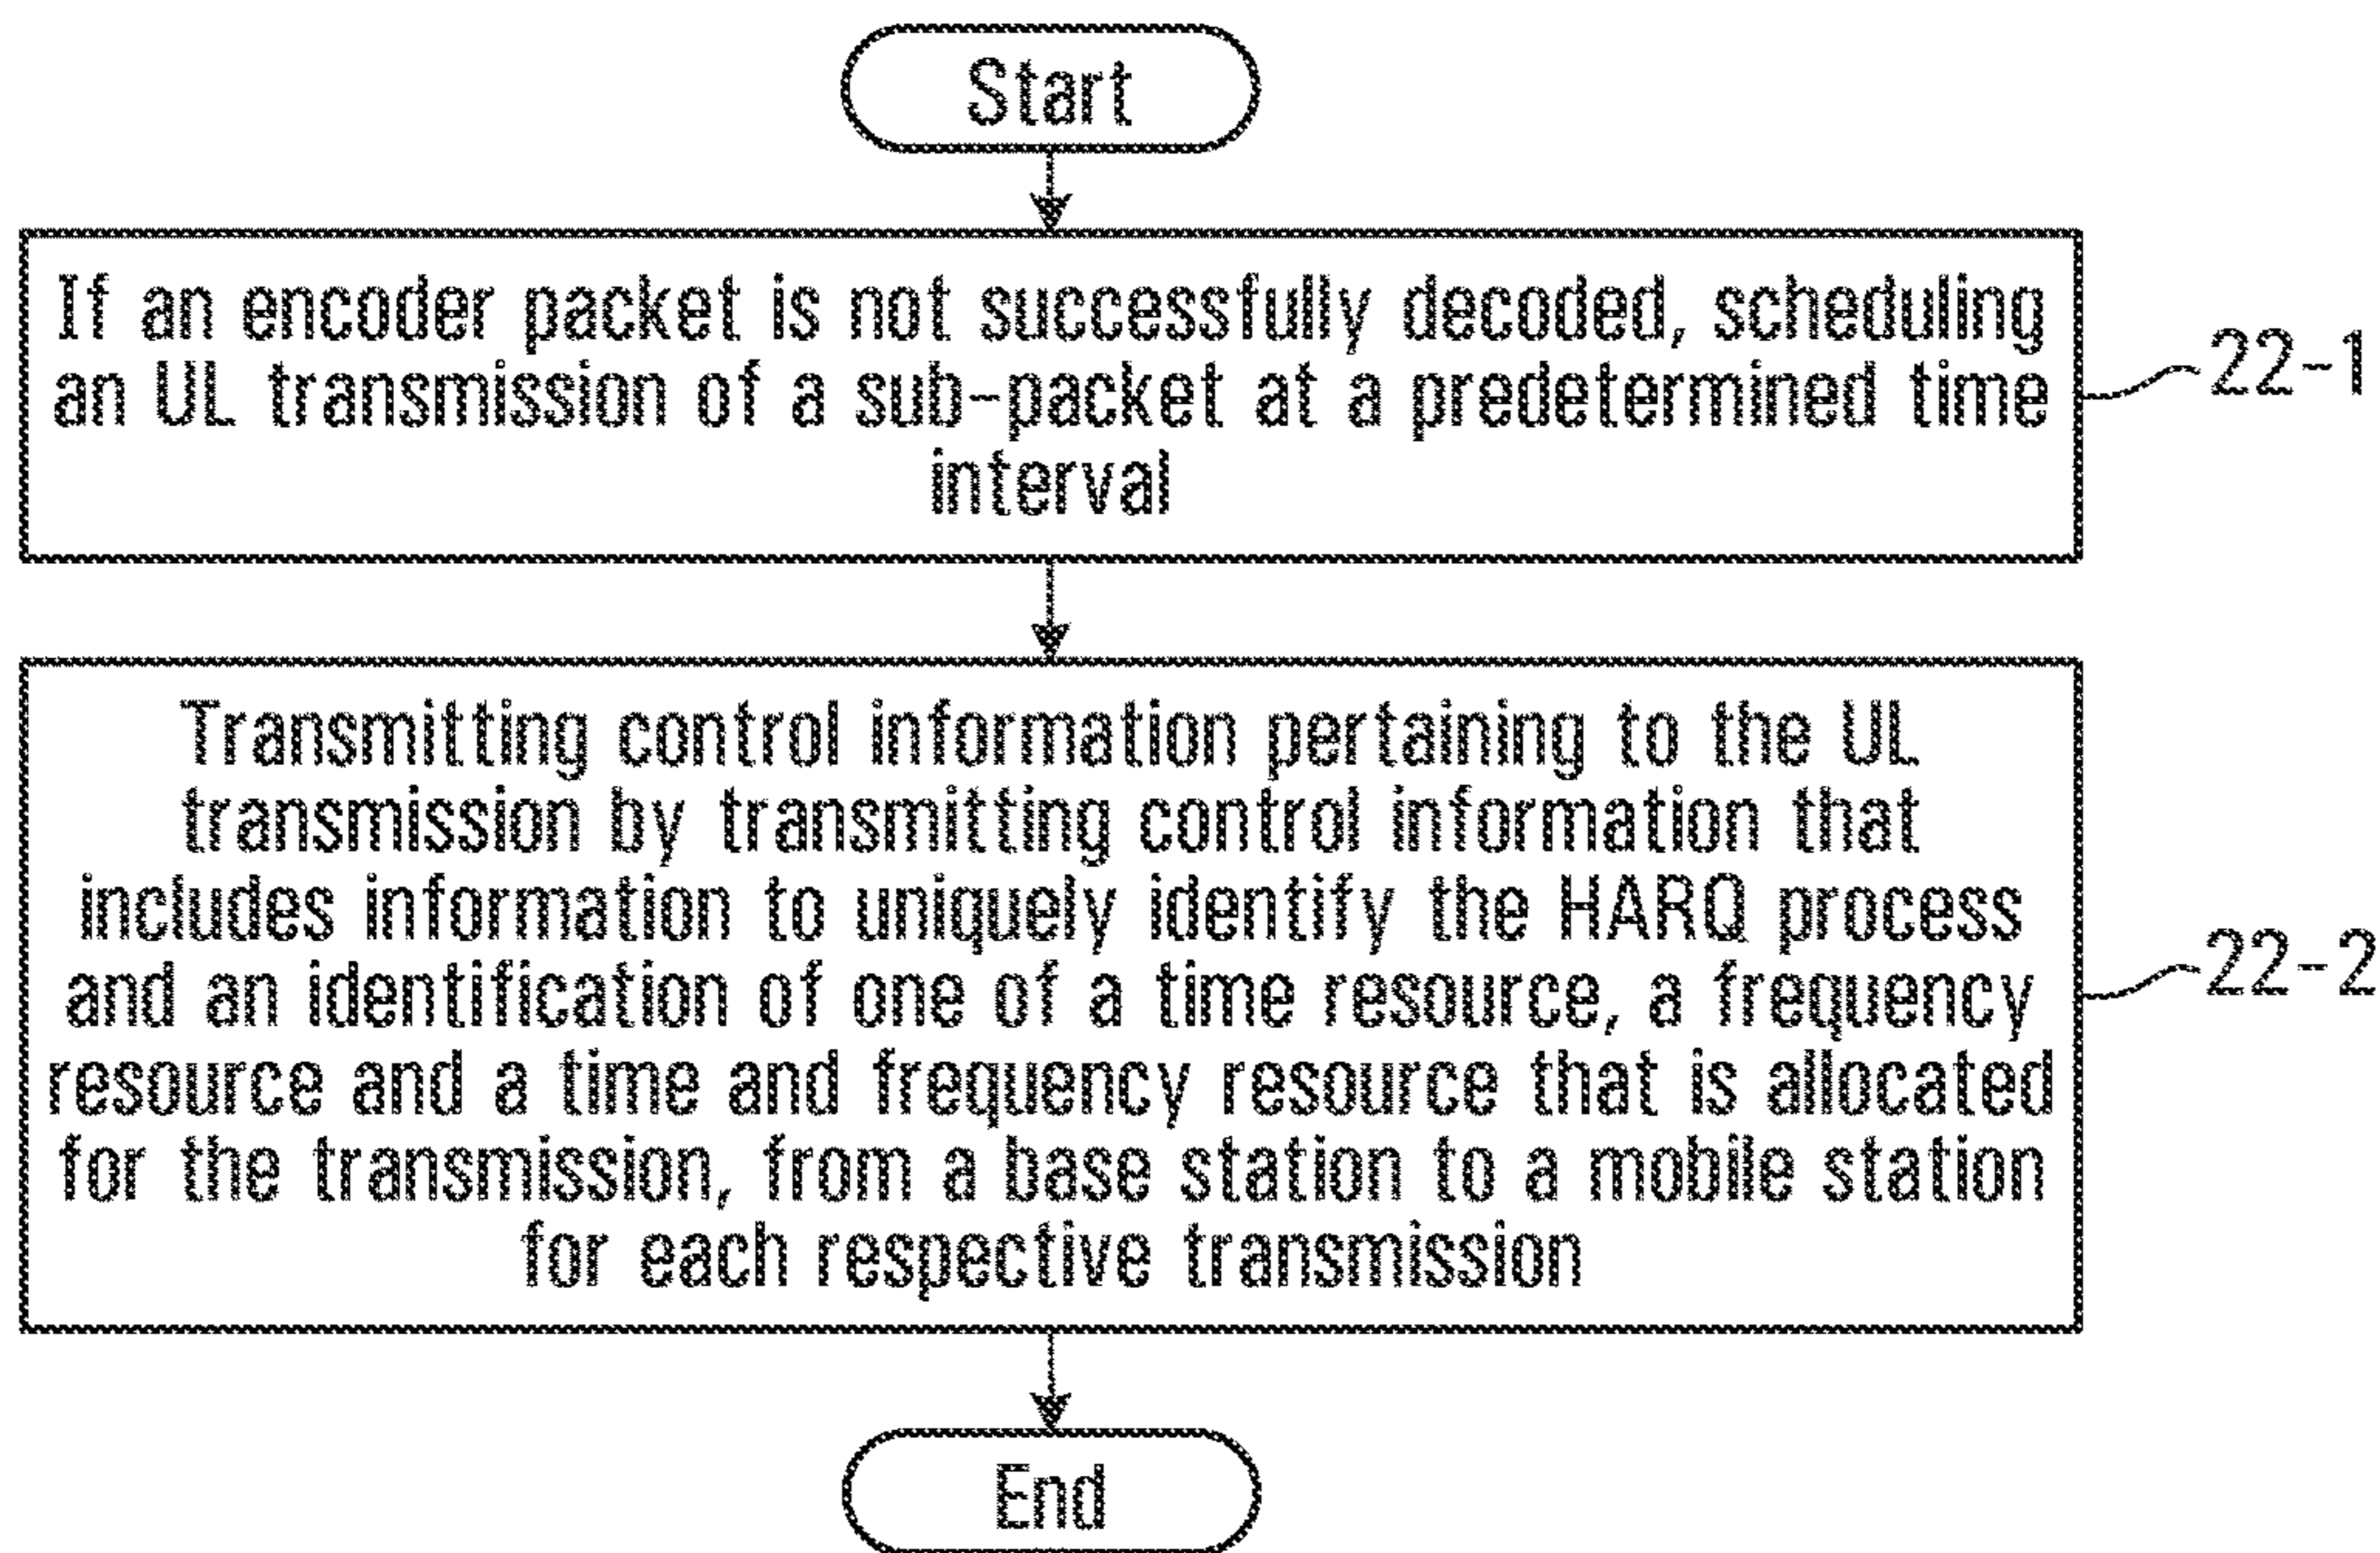 Start
If an encoder packet is not successfully decoded, scheduling
an UL transmission of a sub-packet at a predetermined time
interval
22-1
Transmitting control information pertaining to the UL
transmission by transmitting control information that
includes information to uniquely identify the HARQ process
and an identification of one of a time resource, a frequency
resource and a time and frequency resource that is allocated
for the transmission, from a base station to a mobile station
for each respective transmission
22-2
End